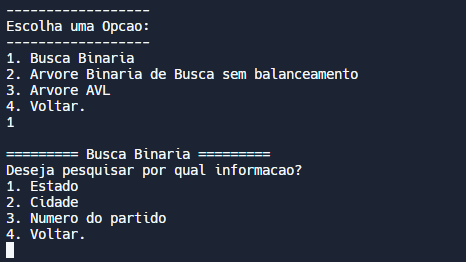 ------------------
Escolha uma Opcao:
------------------
1. Busca Binaria
2. Arvore Binaria de Busca sem balanceamento
3. Arvore AVL
4. Voltar.
1
========= Busca Binaria =========
Deseja pesquisar por qual informacao?
1. Estado
2. Cidade
3. Numero do partido
4. Voltar.